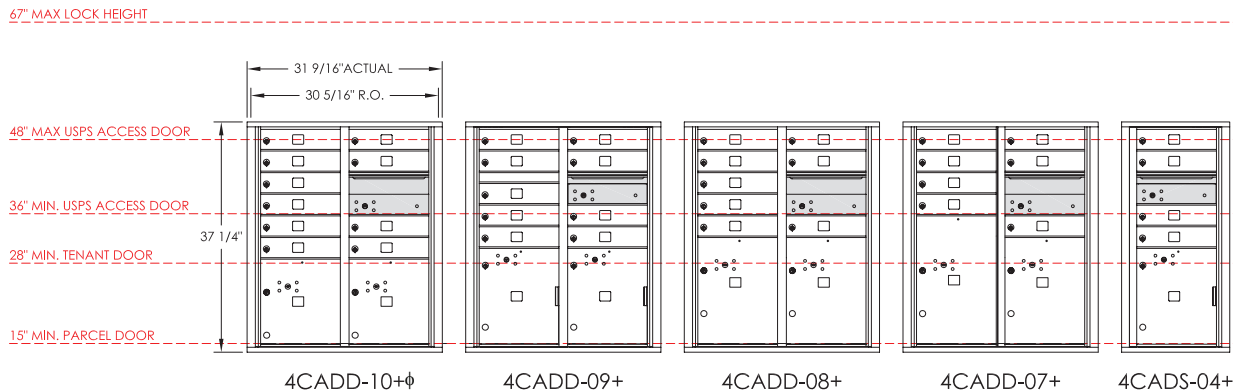 67" MAX LOCK HEIGHT
31 9/16"ACTUAL
30 5/16" R.O.
48" MAX USPS ACCESS DOOR
36" MIN. USPS ACCESS DOOR
37 1/4"
28" MIN. TENANT DOOR
15" MIN. PARCEL DOOR
4CADD-10+ϕ 4CADD-09+ 4CADD-08+ 4CADD-07+ 4CADS-04+